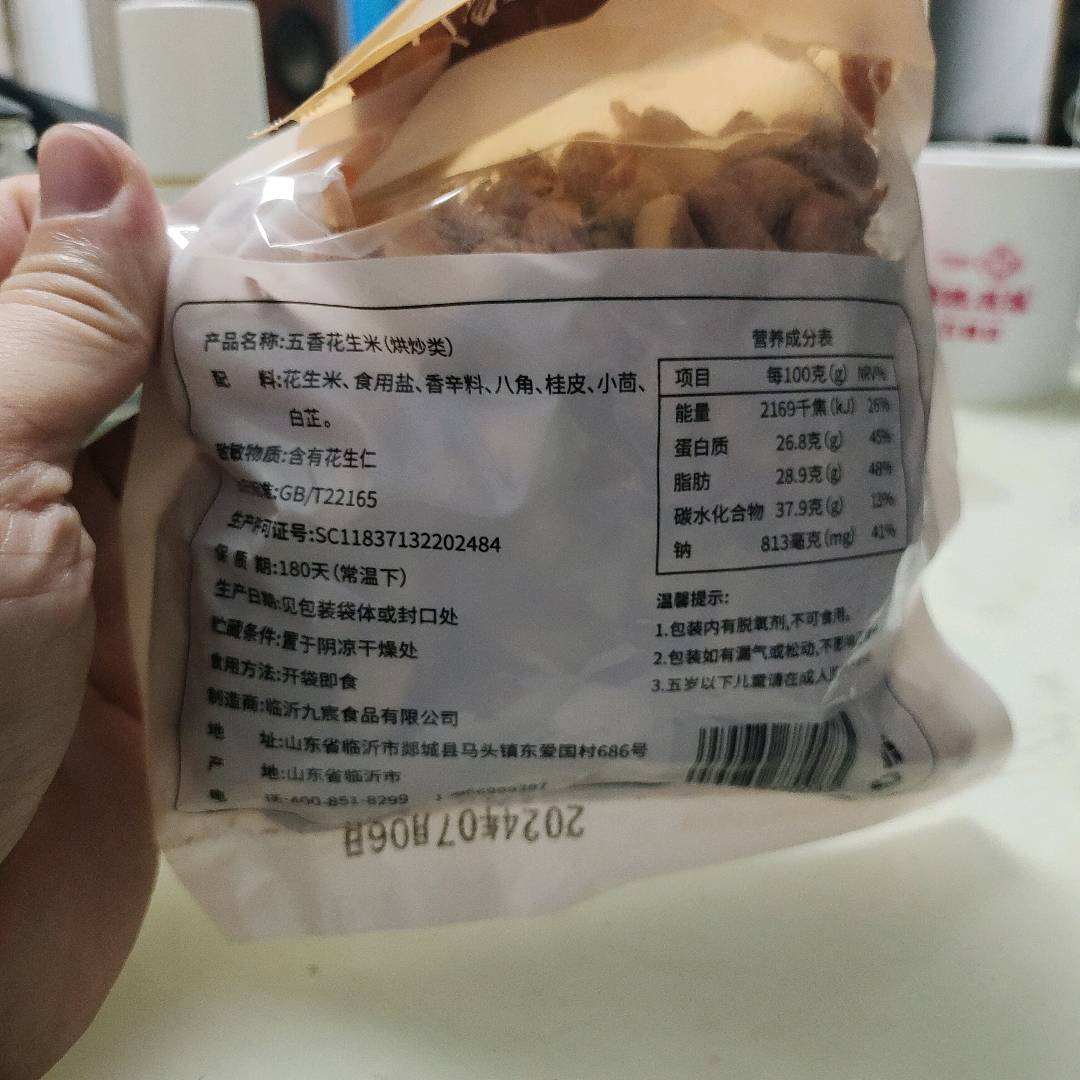 产品名称:五香花生米(烘炒类)
配 料:花生米、食用盐、香辛料、八角、桂皮、小茴、
白芷。
致敏物质:含有花生仁
:GB/T22165
生产许可证号:SC11837132202484
保质期:180天(常温下)
生产日期:见包装袋体或封口处
贮藏条件:置于阴凉干燥处
食用方法:开袋即食
制造商:临沂九宸食品有限公司
地 址:山东省临沂市郯城县马头镇东爱国村686号
产 地:山东省临沂市
电 话:400-851-8299
营养成分表
项目 每100克(g) NRV%
能量 2169千焦(kJ) 26%
蛋白质 26.8克(g) 45%
脂肪 28.9克(g) 48%
碳水化合物 37.9克(g) 13%
钠 813毫克(mg) 41%
温馨提示:
1.包装内有脱氧剂,不可食用。
2.包装如有漏气或松动,不影响
3.五岁以下儿童请在成人
2024年07月06日